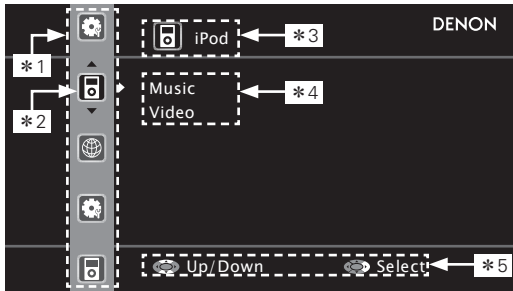 DENON
iPod
*3
*1
Music
Video
*4
*2
Up/Down
Select
*5